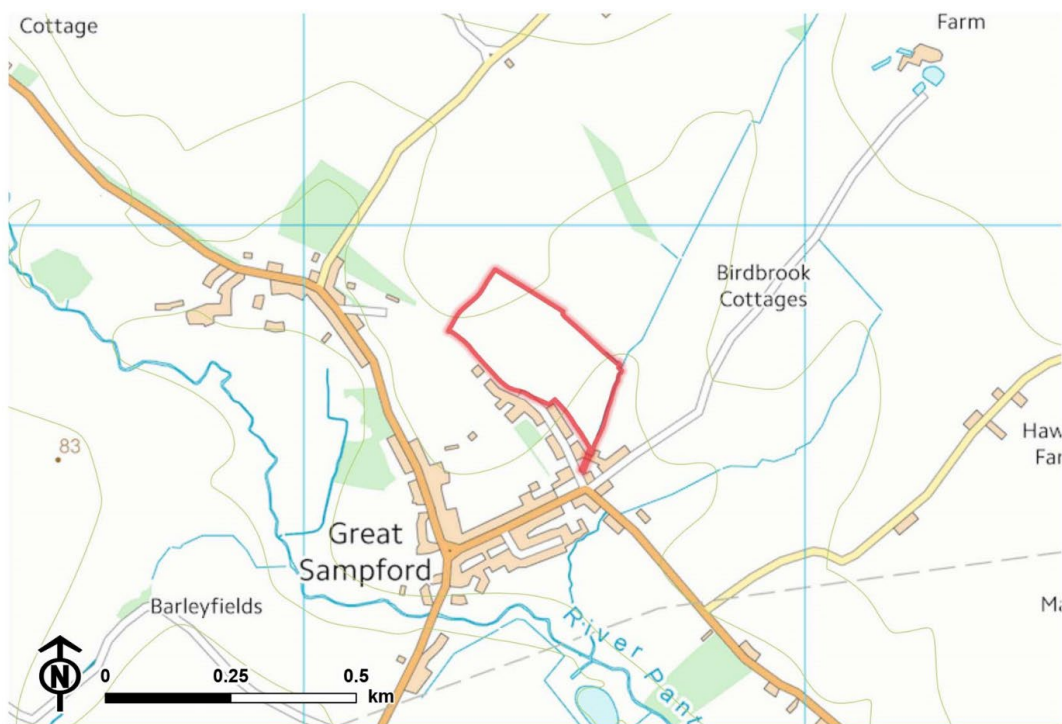 Cottage
Farm
Birdbrook
Cottages
83
Great
Sampford
Barleyfields
River Pant
N
0 0.25 0.5
km